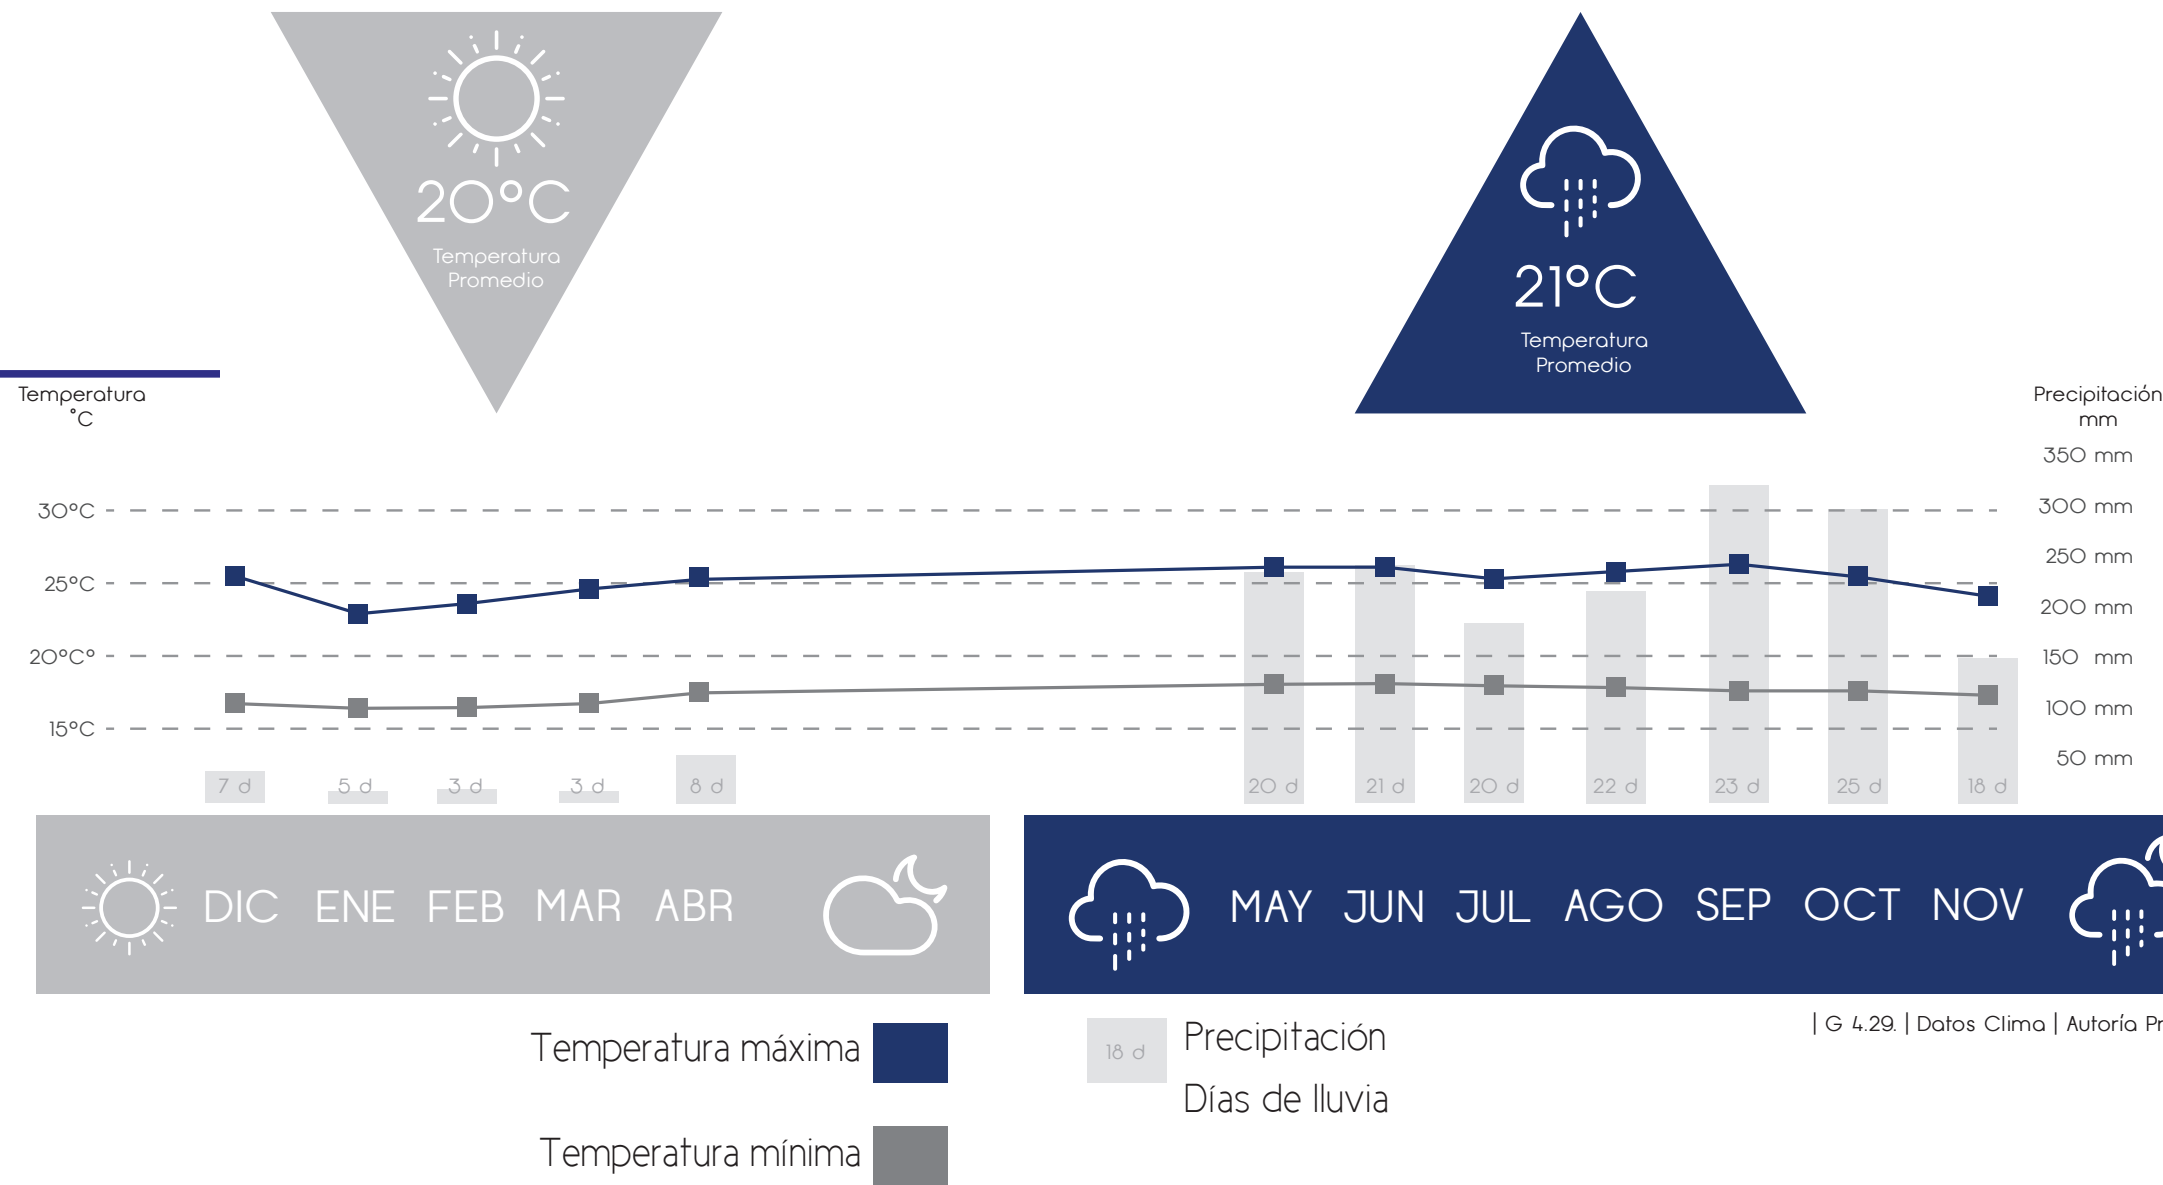 20°C
Temperatura
Promedio
21°C
Temperatura
Promedio
Temperatura
°C
Precipitación
mm
350 mm
300 mm
250 mm
200 mm
150 mm
100 mm
50 mm
30°C
25°C
20°C°
15°C
7 d 5 d 3 d 3 d 8 d 20 d 21 d 20 d 22 d 23 d 25 d 18 d
DIC ENE FEB MAR ABR
MAY JUN JUL AGO SEP OCT NOV
| G 4.29. | Datos Clima | Autoría Pr
Temperatura máxima
Temperatura mínima
18 d
Precipitación
Días de lluvia